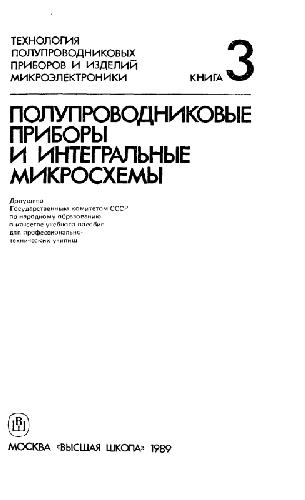 ТЕХНОЛОГИЯ
ПОЛУПРОВОДНИКОВЫХ
ПРИБОРОВ И ИЗДЕЛИЙ
МИКРОЭЛЕКТРОНИКИ
КНИГА 3
ПОЛУПРОВОДНИКОВЫЕ
ПРИБОРЫ
И ИНТЕГРАЛЬНЫЕ
МИКРОСХЕМЫ
Допущено
Государственным комитетом СССР
по народному образованию
в качестве учебного пособия
для профессионально-
технических училищ
МОСКВА «ВЫСШАЯ ШКОЛА» 1989